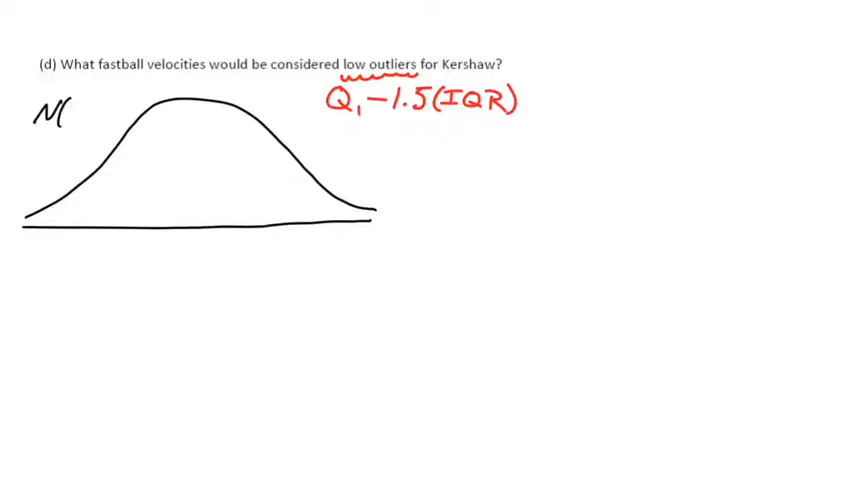 (d) What fastball velocities would be considered low outliers for Kershaw?
Q₁ – 1.5(IQR)
N(